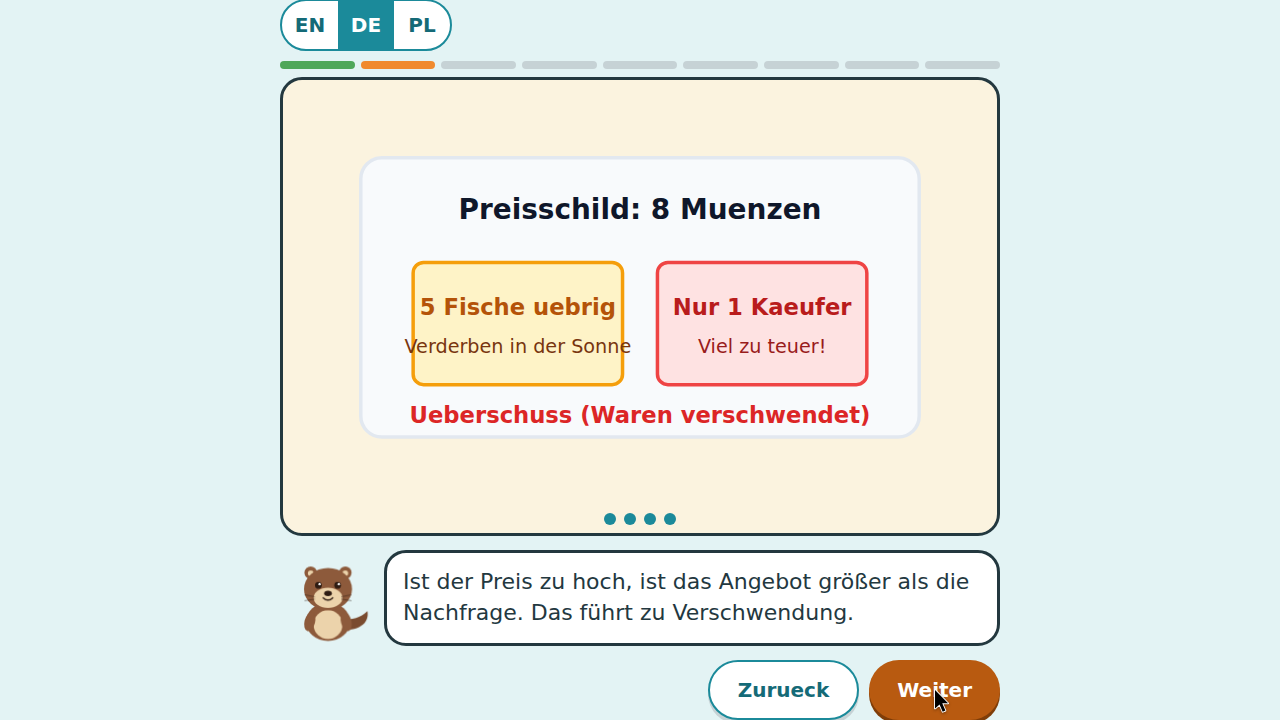 EN DE PL
Preisschild: 8 Muenzen
5 Fische uebrig
Verderben in der Sonne
Nur 1 Kaeufer
Viel zu teuer!
Ueberschuss (Waren verschwendet)
Ist der Preis zu hoch, ist das Angebot größer als die
Nachfrage. Das führt zu Verschwendung.
Zurueck
Weiter